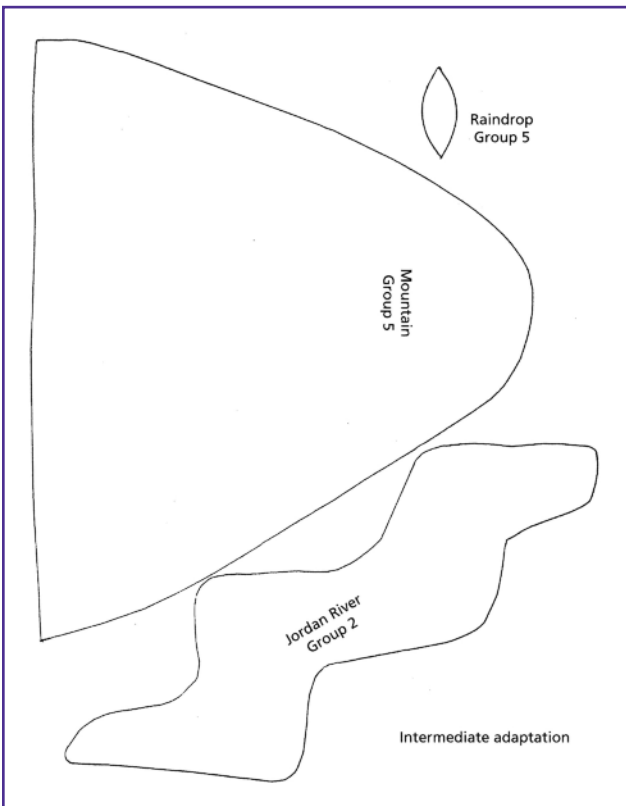 Raindrop
Group 5
Mountain
Group 5
Jordan River
Group 2
Intermediate adaptation